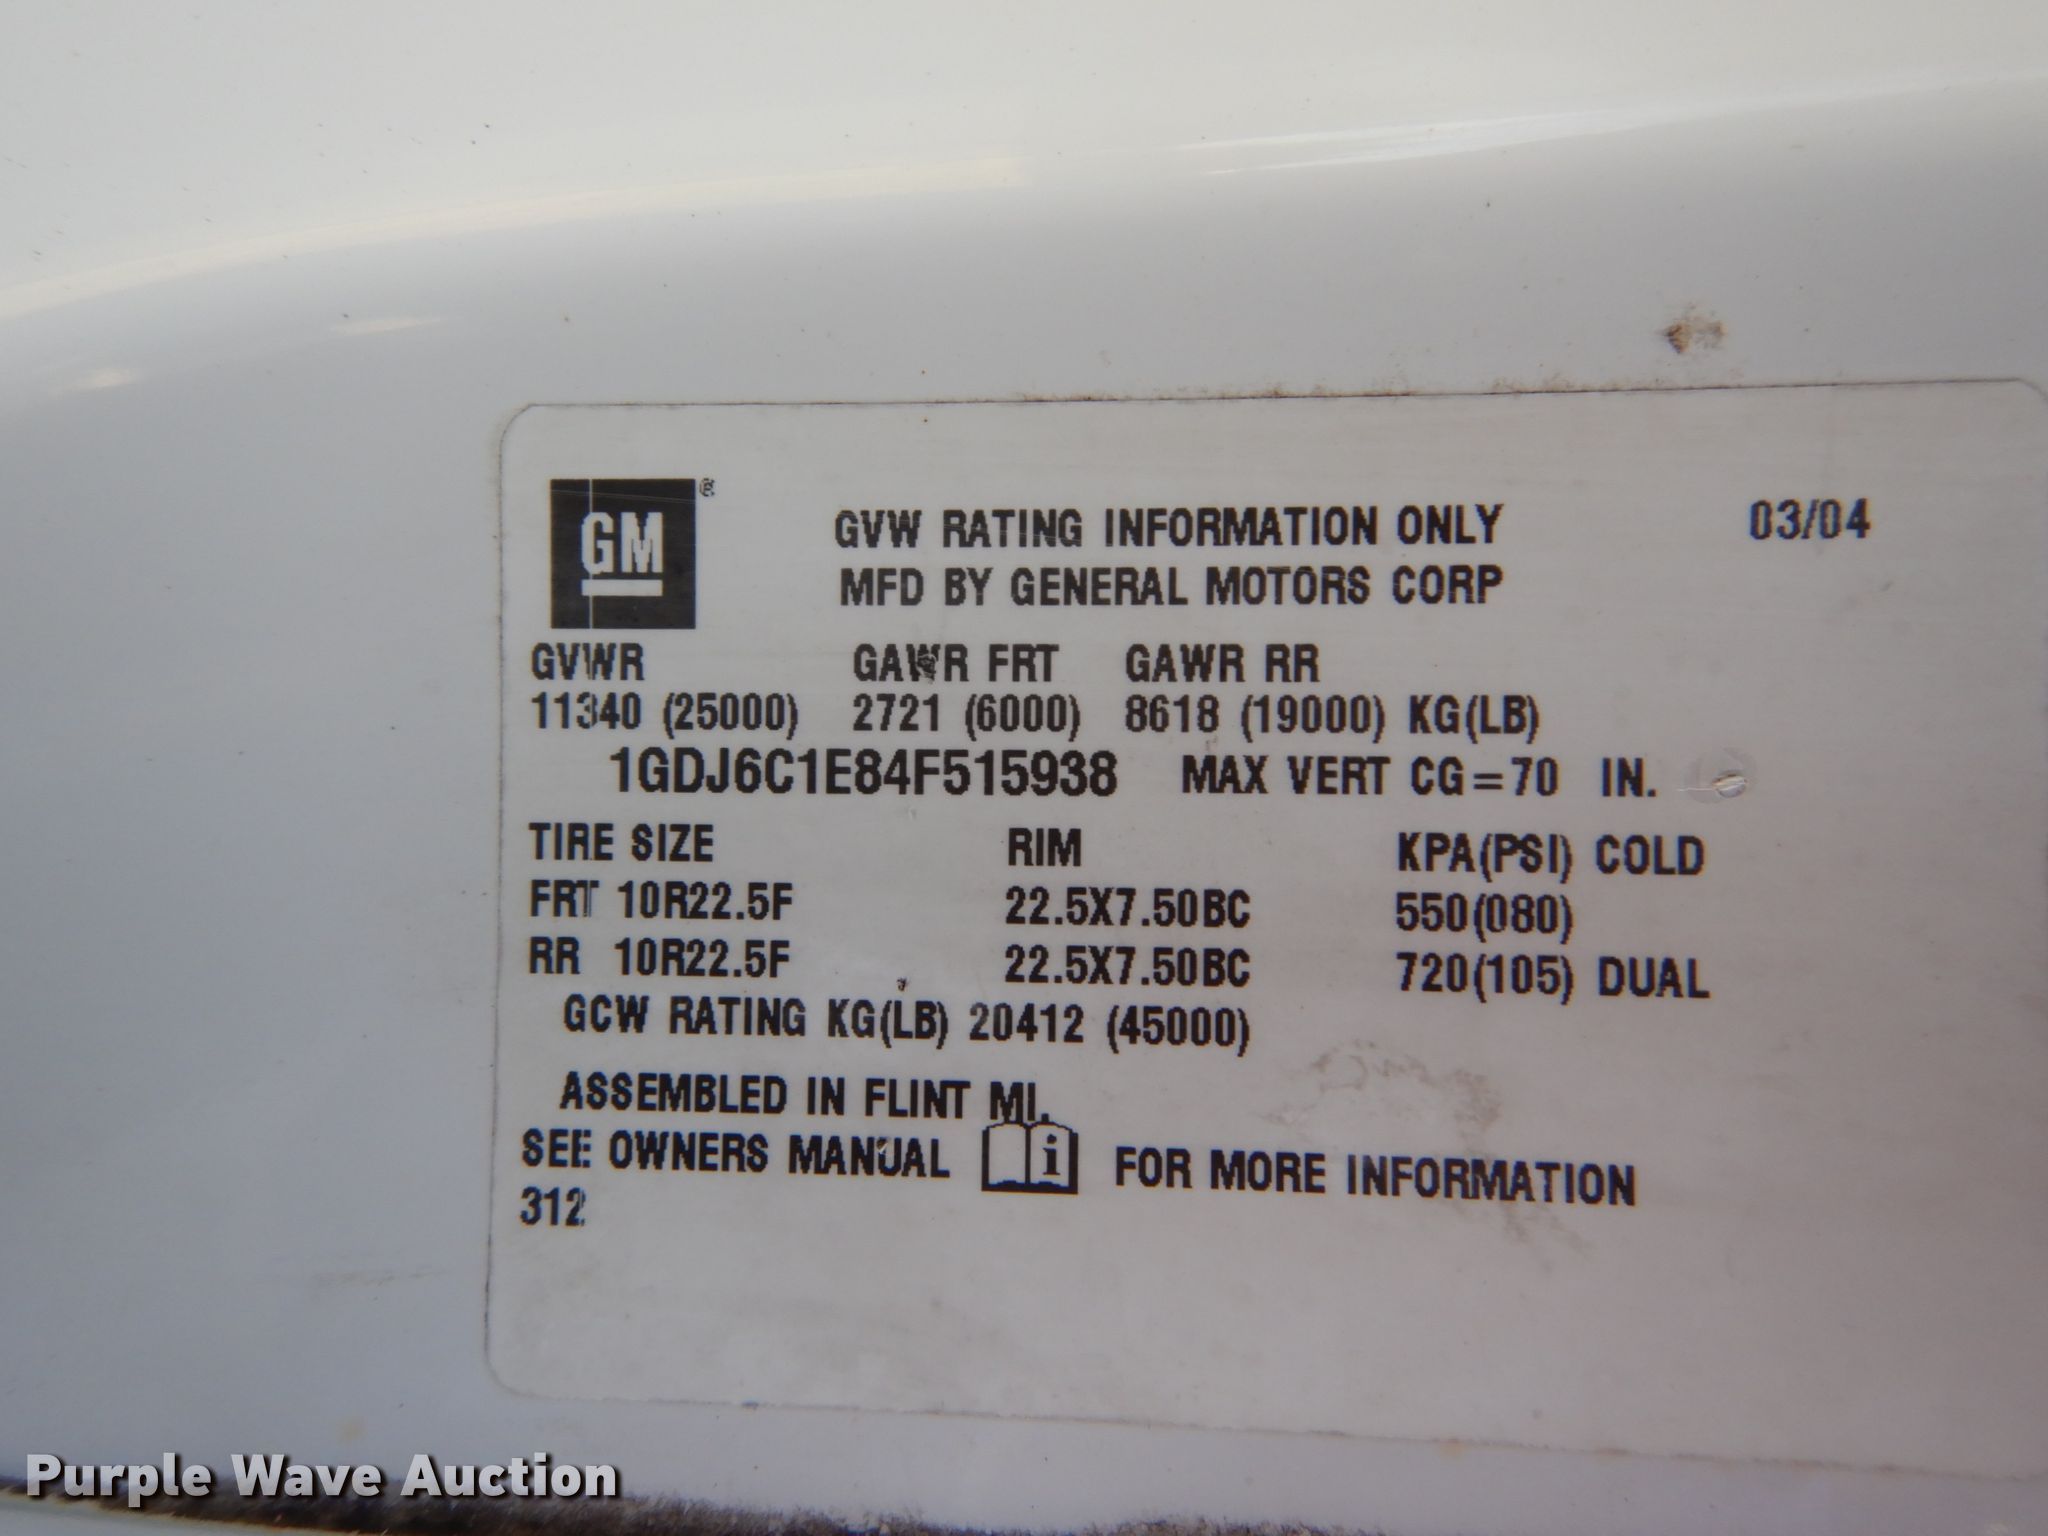 GM ®
GVW RATING INFORMATION ONLY 03/04
MFD BY GENERAL MOTORS CORP
GVWR GAWR FRT GAWR RR
11340 (25000) 2721 (6000) 8618 (19000) KG(LB)
1GDJ6C1E84F515938 MAX VERT CG=70 IN.
TIRE SIZE RIM KPA(PSI) COLD
FRT 10R22.5F 22.5X7.50BC 550(080)
RR 10R22.5F 22.5X7.50BC 720(105) DUAL
GCW RATING KG(LB) 20412 (45000)
ASSEMBLED IN FLINT MI.
SEE OWNERS MANUAL i FOR MORE INFORMATION
312
Purple Wave Auction